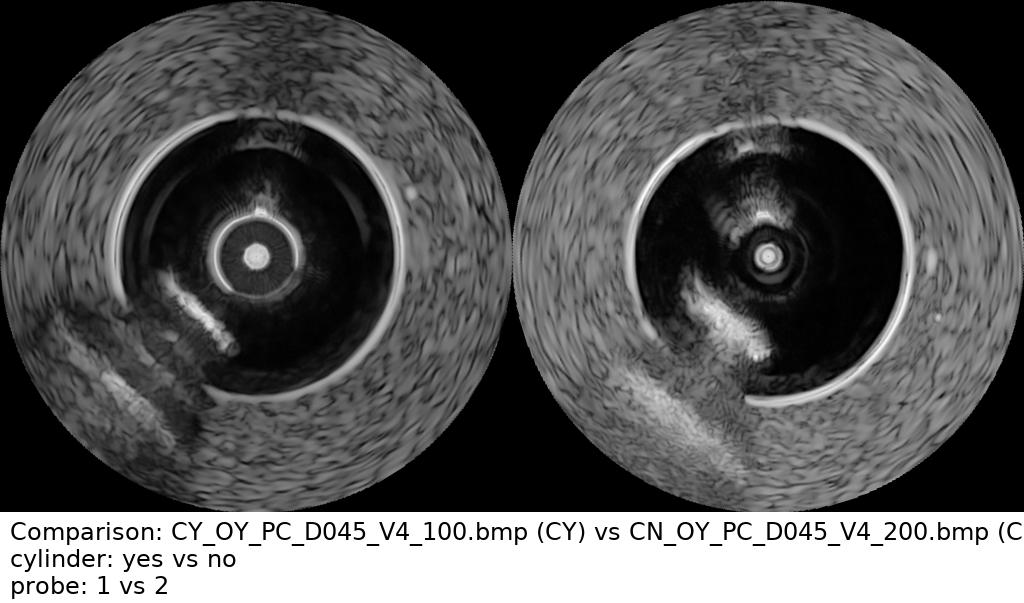 Comparison: CY_OY_PC_D045_V4_100.bmp (CY) vs CN_OY_PC_D045_V4_200.bmp (C
cylinder: yes vs no
probe: 1 vs 2